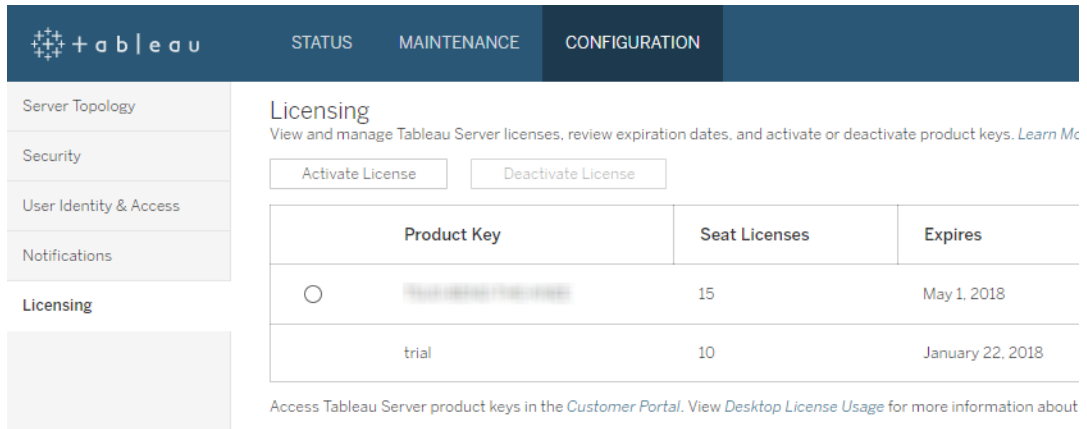 +ableau
STATUS MAINTENANCE CONFIGURATION
Server Topology
Security
User Identity & Access
Notifications
Licensing
Licensing
View and manage Tableau Server licenses, review expiration dates, and activate or deactivate product keys. Learn Mo
Activate License Deactivate License
Product Key Seat Licenses Expires
15 May 1, 2018
trial 10 January 22, 2018
Access Tableau Server product keys in the Customer Portal. View Desktop License Usage for more information about